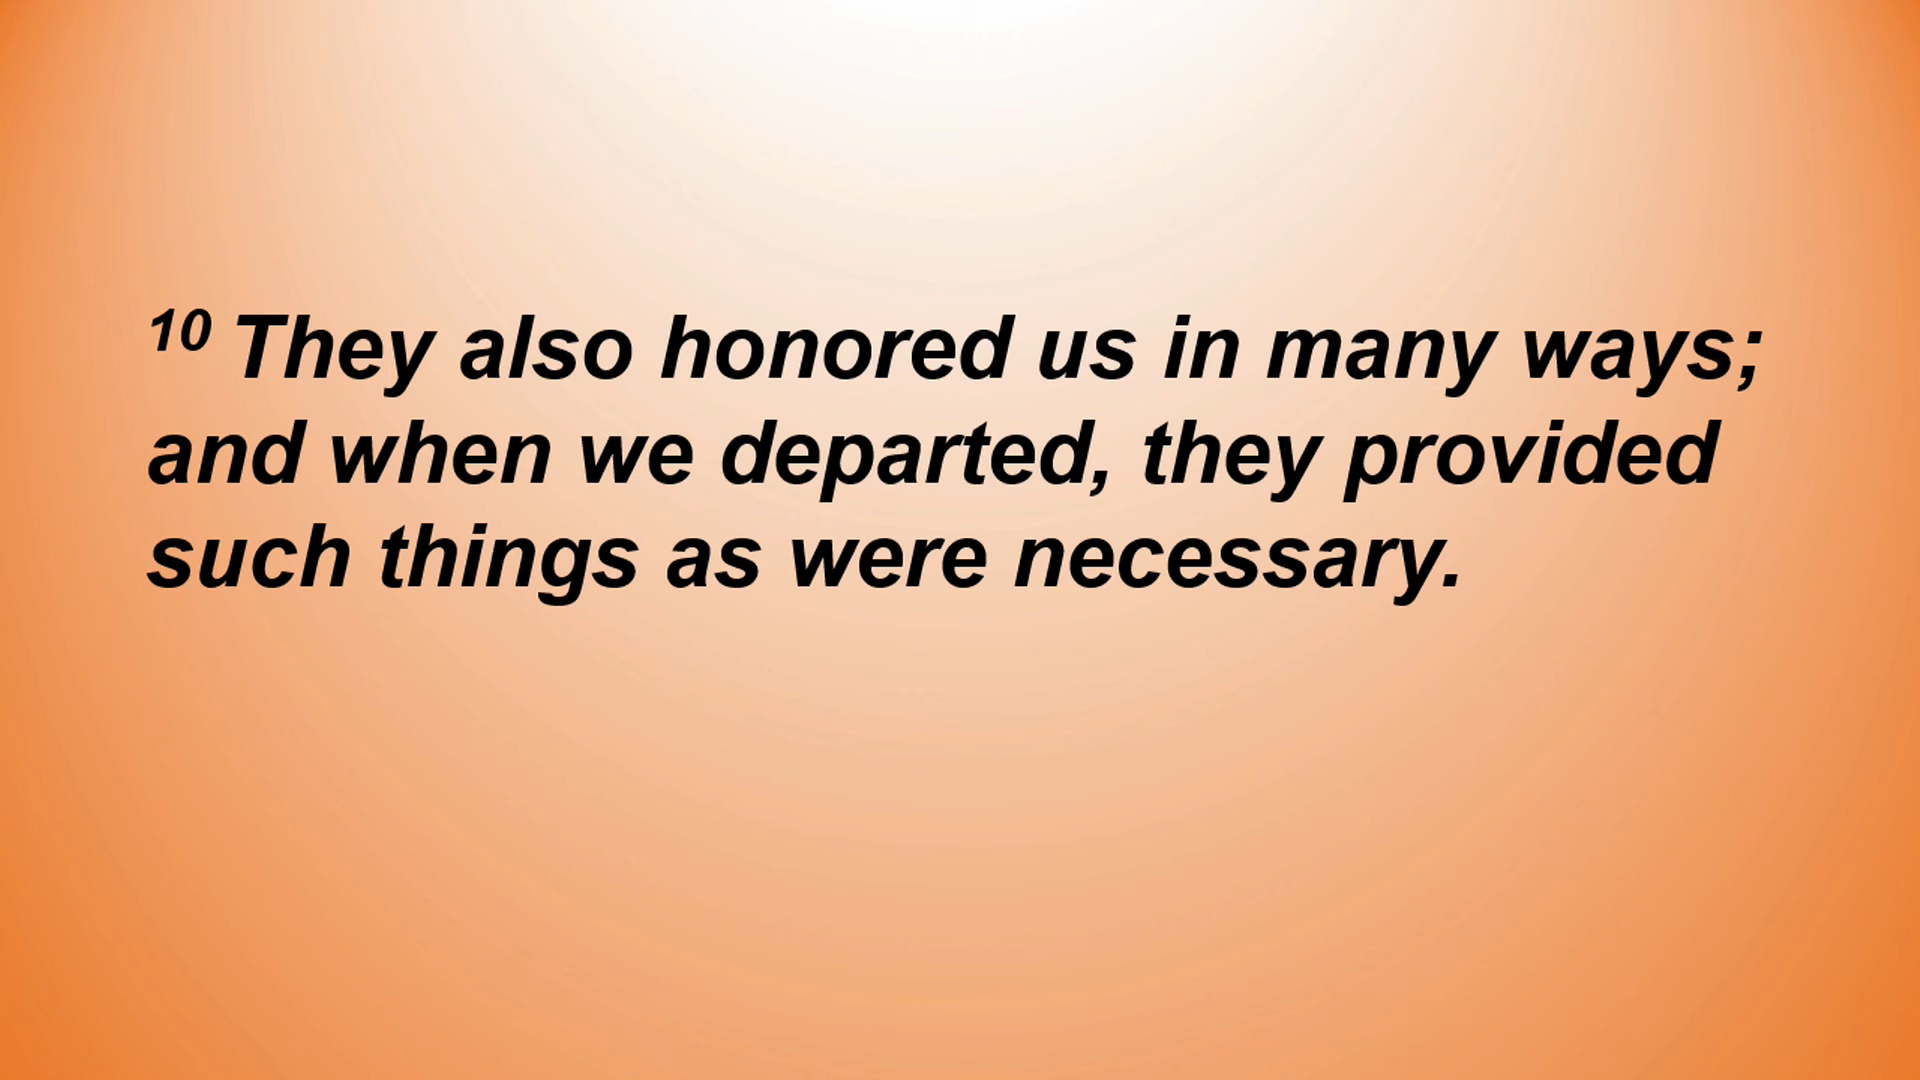 10 They also honored us in many ways;
and when we departed, they provided
such things as were necessary.